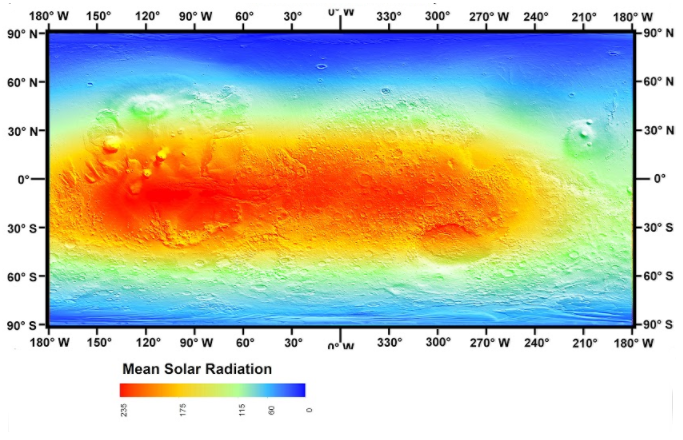 180° W 150° 120° 90° 60° 30° 0° W 330° 300° 270° W 240° 210° 180° W
90° N 90° N
60° N 60° N
30° N 30° N
0° 0°
30° S 30° S
60° S 60° S
90° S 90° S
180° W 150° W 120° W 90° W 60° W 30° W 0° W 330° W 300° W 270° W 240° W 210° W 180° W
Mean Solar Radiation
235 175 115 60 0